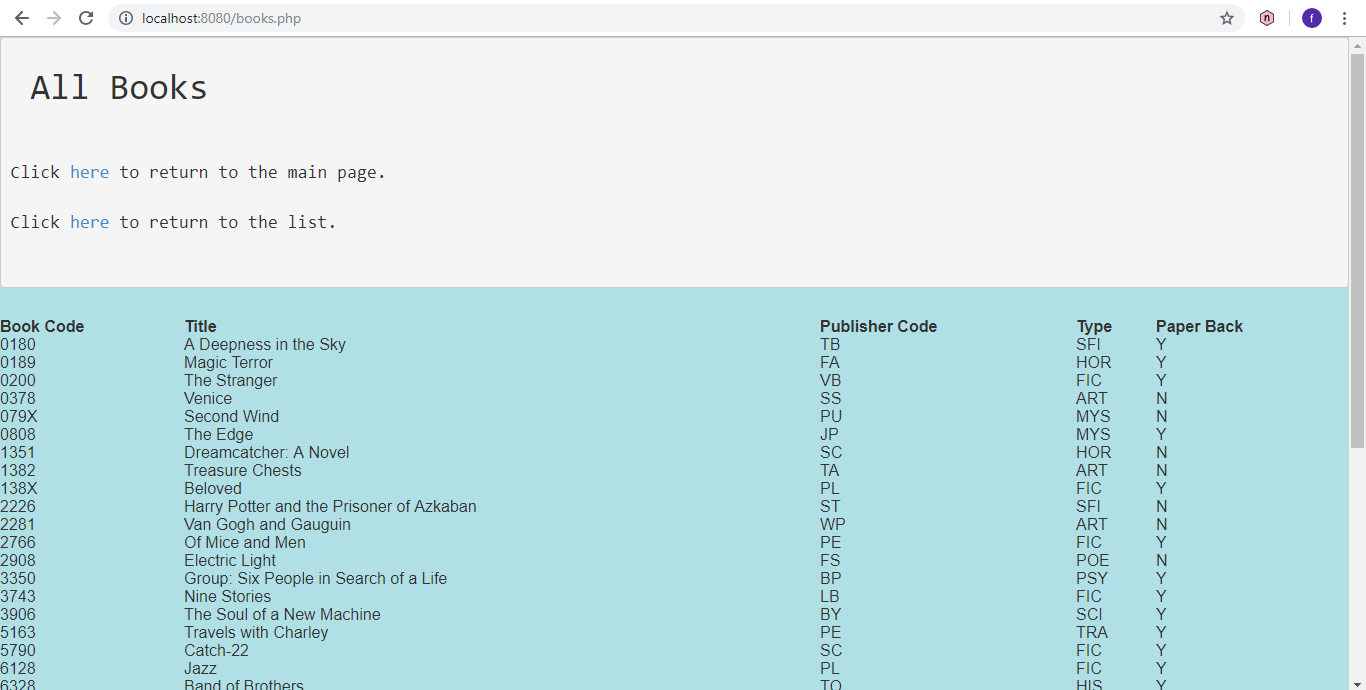 localhost:8080/books.php
n
f
All Books
Click here to return to the main page.
Click here to return to the list.
Book Code Title Publisher Code Type Paper Back
0180 A Deepness in the Sky TB SFI Y
0189 Magic Terror FA HOR Y
0200 The Stranger VB FIC Y
0378 Venice SS ART N
079X Second Wind PU MYS N
0808 The Edge JP MYS Y
1351 Dreamcatcher: A Novel SC HOR N
1382 Treasure Chests TA ART N
138X Beloved PL FIC Y
2226 Harry Potter and the Prisoner of Azkaban ST SFI N
2281 Van Gogh and Gauguin WP ART N
2766 Of Mice and Men PE FIC Y
2908 Electric Light FS POE N
3350 Group: Six People in Search of a Life BP PSY Y
3743 Nine Stories LB FIC Y
3906 The Soul of a New Machine BY SCI Y
5163 Travels with Charley PE TRA Y
5790 Catch-22 SC FIC Y
6128 Jazz PL FIC Y
6328 Band of Brothers TO HIS Y